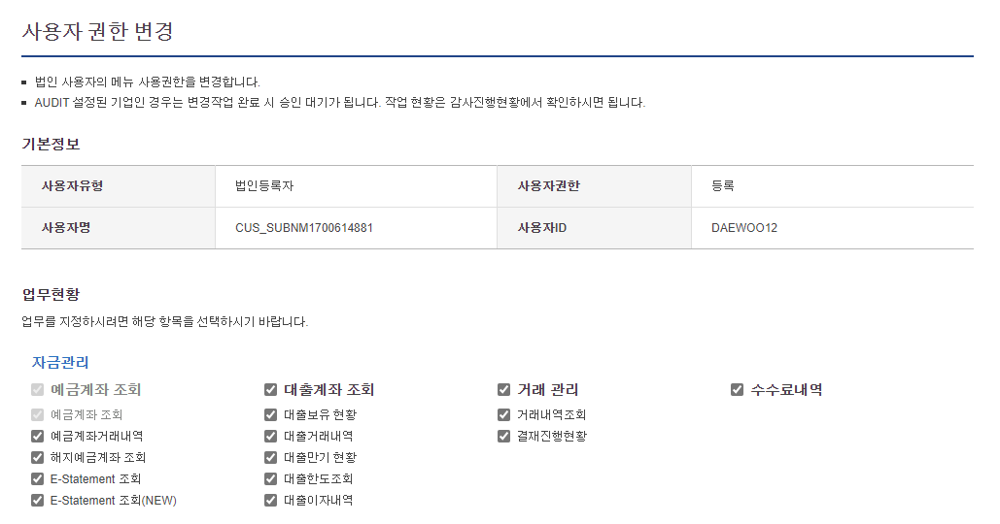 사용자 권한 변경
법인 사용자의 메뉴 사용권한을 변경합니다.
AUDIT 설정된 기업인 경우는 변경작업 완료 시 승인 대기가 됩니다. 작업 현황은 감사진행현황에서 확인하시면 됩니다.
기본정보
사용자유형 법인등록자 사용자권한 등록
사용자명 CUS_SUBNM1700614881 사용자ID DAEWOO12
업무현황
업무를 지정하시려면 해당 항목을 선택하시기 바랍니다.
자금관리
예금계좌 조회 대출계좌 조회 거래 관리 수수료내역
예금계좌 조회 대출보유 현황 거래내역조회
예금계좌거래내역 대출거래내역 결재진행현황
해지예금계좌 조회 대출만기 현황
E-Statement 조회 대출한도조회
E-Statement 조회(NEW) 대출이자내역